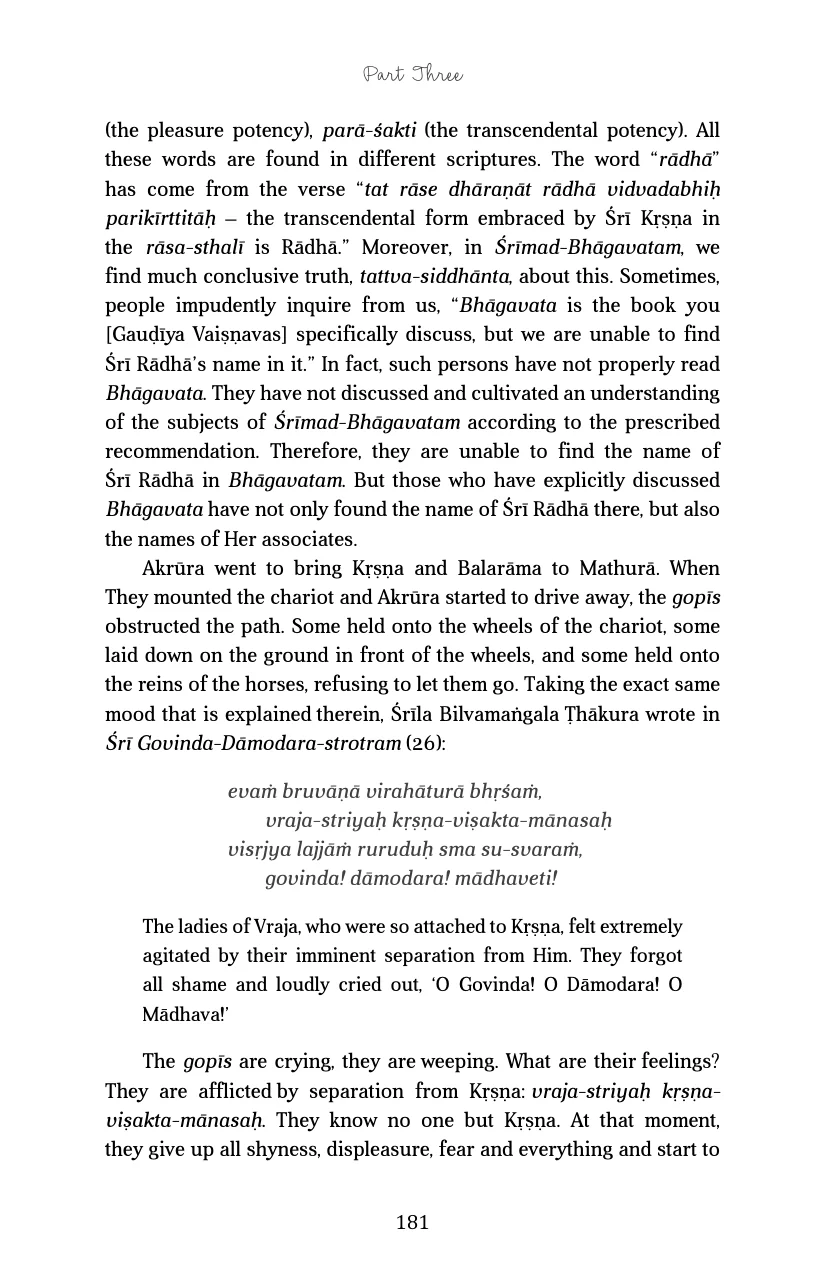 Part Three
(the pleasure potency), parā-śakti (the transcendental potency). All
these words are found in different scriptures. The word “rādhā”
has come from the verse “tat rāse dhāraṇāt rādhā vidvadabhiḥ
parikīrttitāḥ – the transcendental form embraced by Śrī Kṛṣṇa in
the rāsa-sthalī is Rādhā.” Moreover, in Śrīmad-Bhāgavatam, we
find much conclusive truth, tattva-siddhānta, about this. Sometimes,
people impudently inquire from us, “Bhāgavata is the book you
[Gauḍīya Vaiṣṇavas] specifically discuss, but we are unable to find
Śrī Rādhā’s name in it.” In fact, such persons have not properly read
Bhāgavata. They have not discussed and cultivated an understanding
of the subjects of Śrīmad-Bhāgavatam according to the prescribed
recommendation. Therefore, they are unable to find the name of
Śrī Rādhā in Bhāgavatam. But those who have explicitly discussed
Bhāgavata have not only found the name of Śrī Rādhā there, but also
the names of Her associates.
Akrūra went to bring Kṛṣṇa and Balarāma to Mathurā. When
They mounted the chariot and Akrūra started to drive away, the gopīs
obstructed the path. Some held onto the wheels of the chariot, some
laid down on the ground in front of the wheels, and some held onto
the reins of the horses, refusing to let them go. Taking the exact same
mood that is explained therein, Śrīla Bilvamaṅgala Ṭhākura wrote in
Śrī Govinda-Dāmodara-strotram (26):
evaṁ bruvāṇā virahāturā bhṛśaṁ,
vraja-striyaḥ kṛṣṇa-viṣakta-mānasaḥ
visṛjya lajjāṁ ruruduḥ sma su-svaraṁ,
govinda! dāmodara! mādhaveti!
The ladies of Vraja, who were so attached to Kṛṣṇa, felt extremely
agitated by their imminent separation from Him. They forgot
all shame and loudly cried out, ‘O Govinda! O Dāmodara! O
Mādhava!’
The gopīs are crying, they are weeping. What are their feelings?
They are afflicted by separation from Kṛṣṇa: vraja-striyaḥ kṛṣṇa-
viṣakta-mānasaḥ. They know no one but Kṛṣṇa. At that moment,
they give up all shyness, displeasure, fear and everything and start to
181